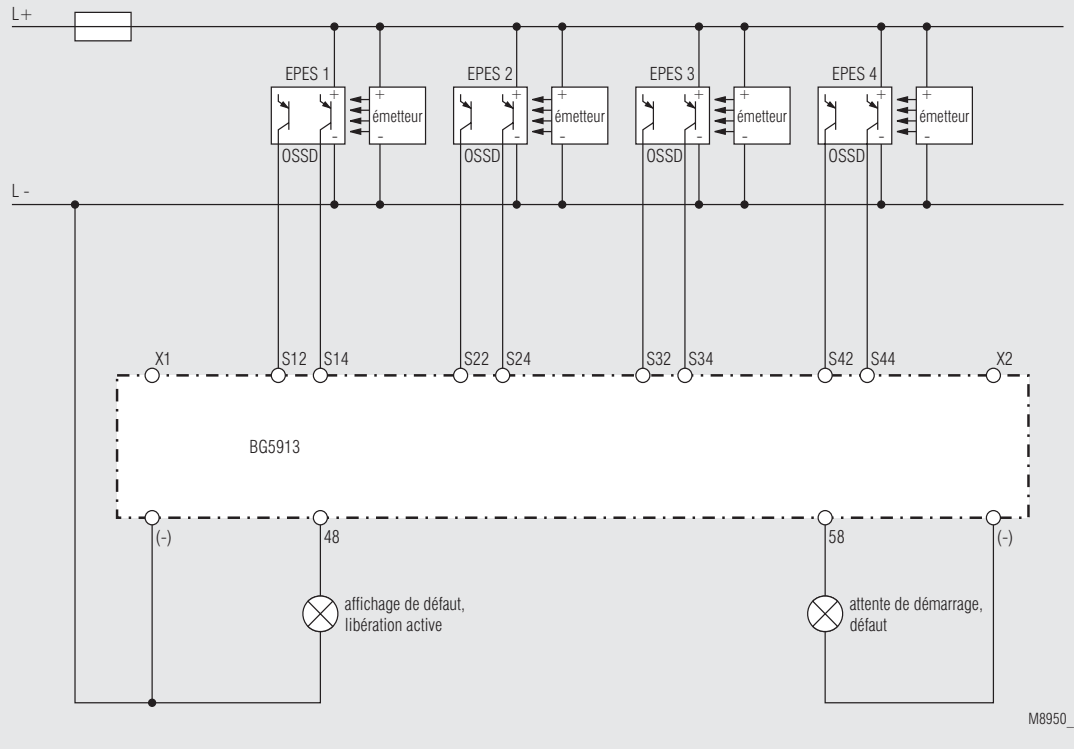 L+
EPES 1
EPES 2
EPES 3
EPES 4
+
+
+
+
+
+
+
+
émetteur
émetteur
émetteur
émetteur
-
-
-
-
-
-
-
-
OSSD
OSSD
OSSD
OSSD
L -
X1
S12
S14
S22
S24
S32
S34
S42
S44
X2
BG5913
(-)
48
58
(-)
affichage de défaut,
libération active
attente de démarrage,
défaut
M8950_